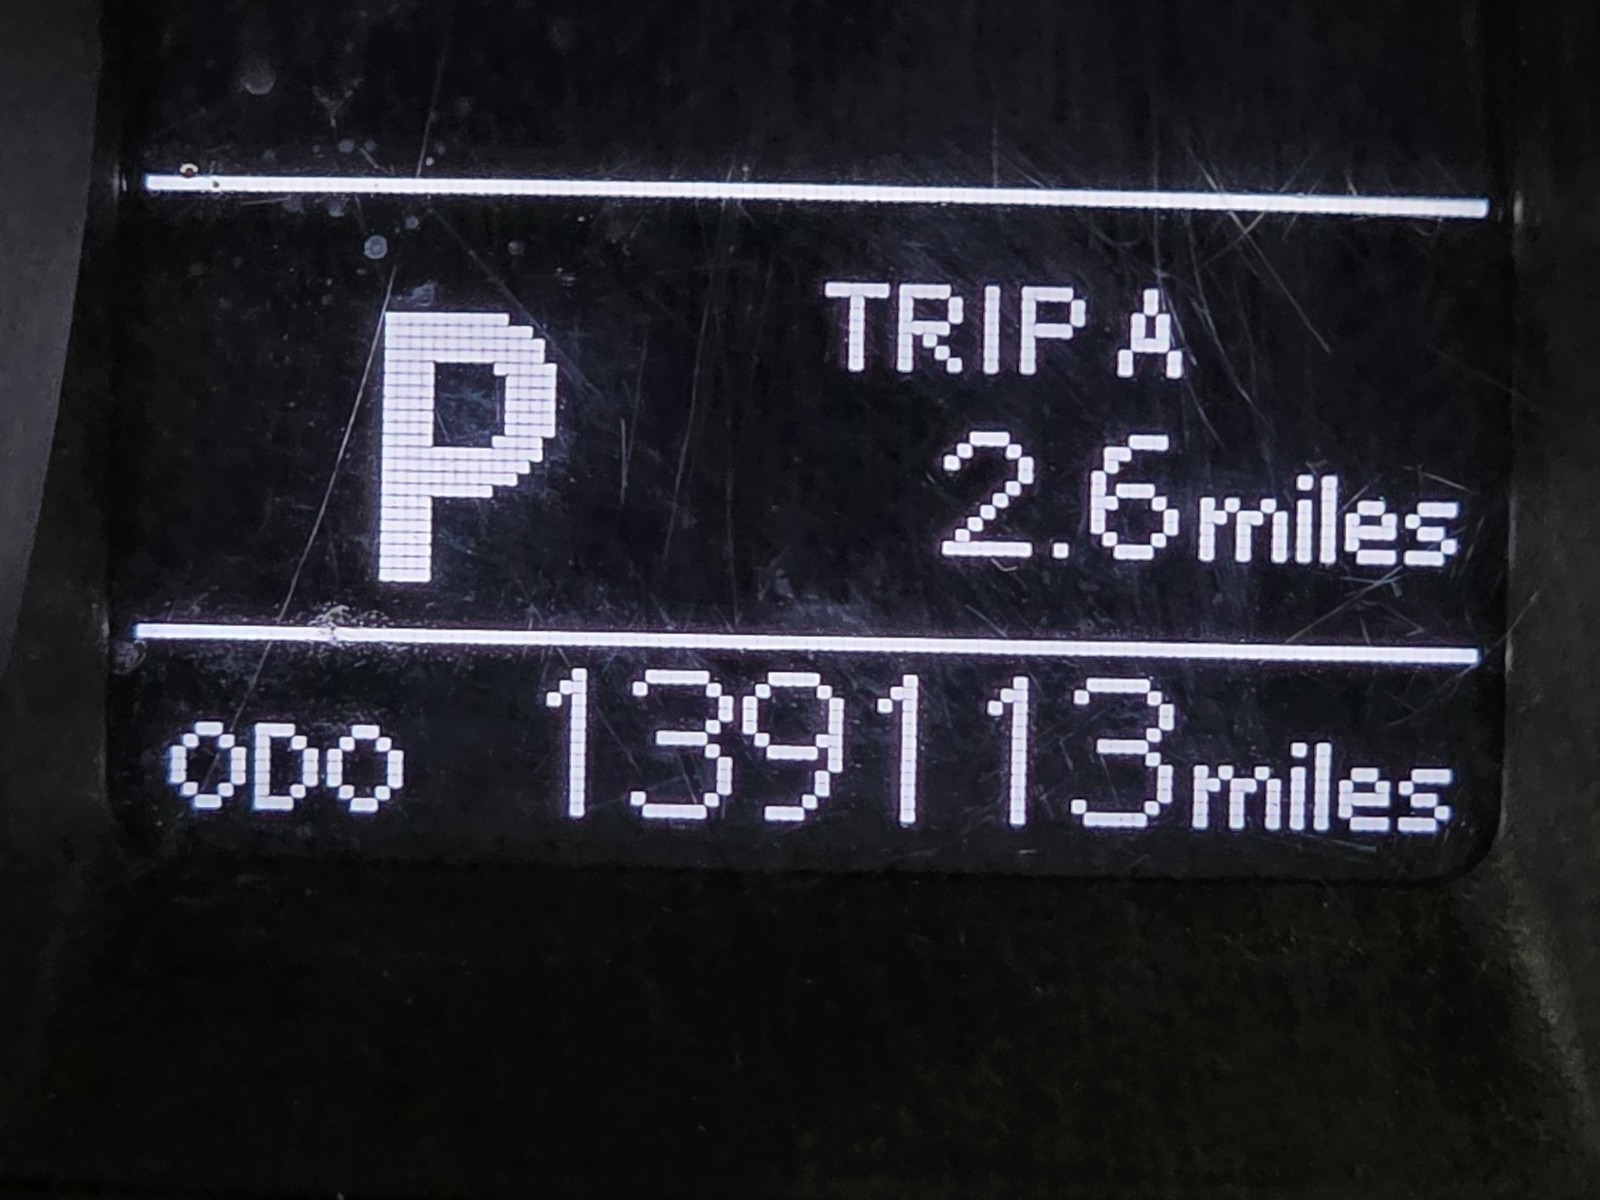 P
TRIP A
2.6 miles
ODO 139113 miles